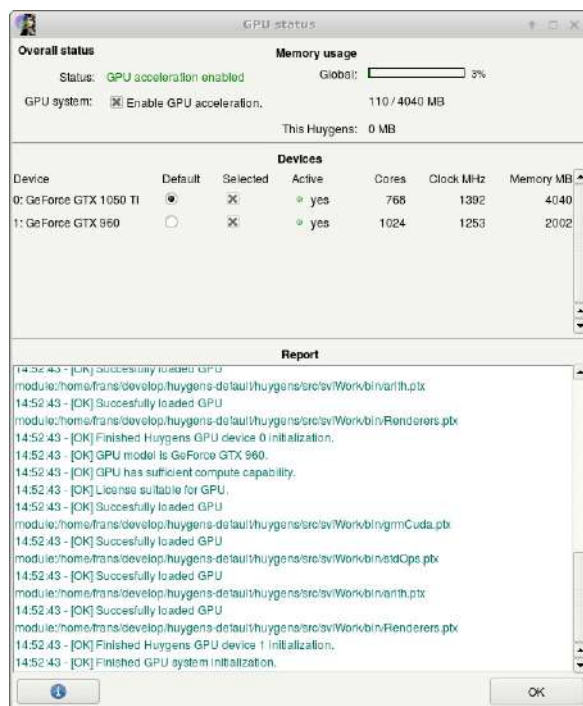 GPU status
Overall status
Memory usage
Status: GPU acceleration enabled
Global: 3%
GPU system: Enable GPU acceleration.
110 / 4040 MB
This Huygens: 0 MB
Devices
Device Default Selected Active Cores Clock MHz Memory MB
0: GeForce GTX 1050 TI yes 768 1392 4040
1: GeForce GTX 960 yes 1024 1253 2002
Report
14:52:43 - [OK] Succesfully loaded GPU
module:/home/frans/develop/huygens-default/huygens/src/sviWork/bin/arith.ptx
14:52:43 - [OK] Succesfully loaded GPU
module:/home/frans/develop/huygens-default/huygens/src/sviWork/bin/Renderers.ptx
14:52:43 - [OK] Finished Huygens GPU device 0 initialization.
14:52:43 - [OK] GPU model is GeForce GTX 960.
14:52:43 - [OK] GPU has sufficient compute capability.
14:52:43 - [OK] License suitable for GPU.
14:52:43 - [OK] Succesfully loaded GPU
module:/home/frans/develop/huygens-default/huygens/src/sviWork/bin/grmCuda.ptx
14:52:43 - [OK] Succesfully loaded GPU
module:/home/frans/develop/huygens-default/huygens/src/sviWork/bin/stdOps.ptx
14:52:43 - [OK] Succesfully loaded GPU
module:/home/frans/develop/huygens-default/huygens/src/sviWork/bin/arith.ptx
14:52:43 - [OK] Succesfully loaded GPU
module:/home/frans/develop/huygens-default/huygens/src/sviWork/bin/Renderers.ptx
14:52:43 - [OK] Finished Huygens GPU device 1 initialization.
14:52:43 - [OK] Finished GPU system initialization.
OK